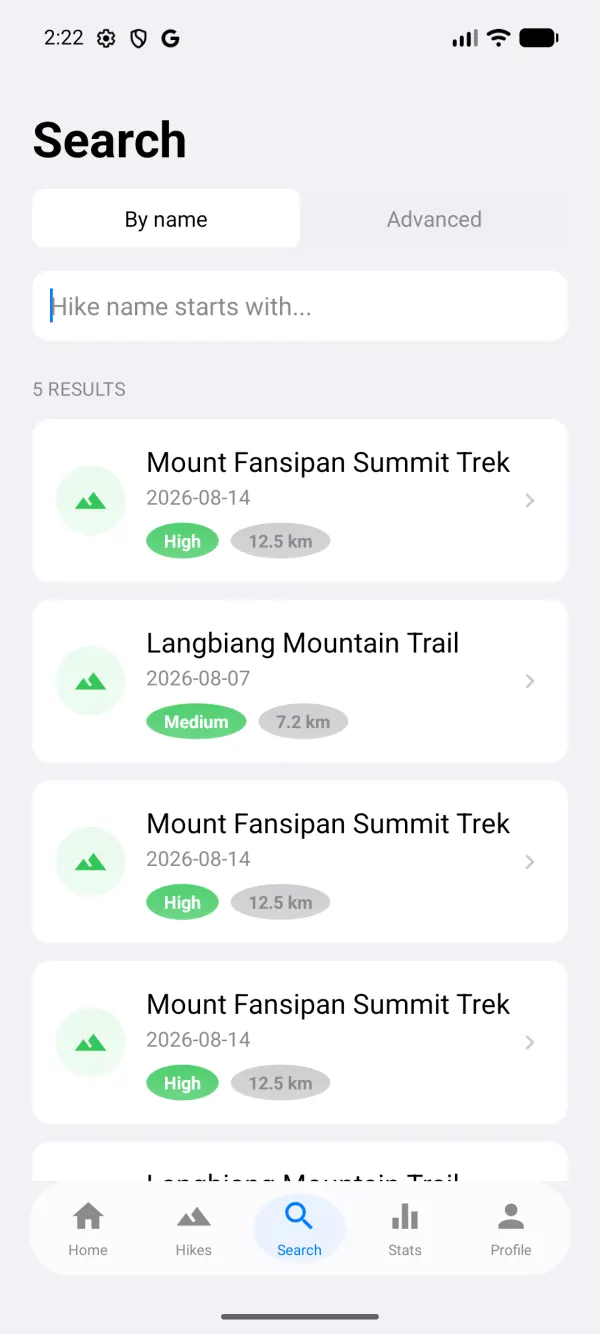 2:22
Search
By name
Advanced
Hike name starts with...
5 RESULTS
Mount Fansipan Summit Trek
2026-08-14
High
12.5 km
Langbiang Mountain Trail
2026-08-07
Medium
7.2 km
Mount Fansipan Summit Trek
2026-08-14
High
12.5 km
Mount Fansipan Summit Trek
2026-08-14
High
12.5 km
Langbiang Mountain Trail
Home
Hikes
Search
Stats
Profile